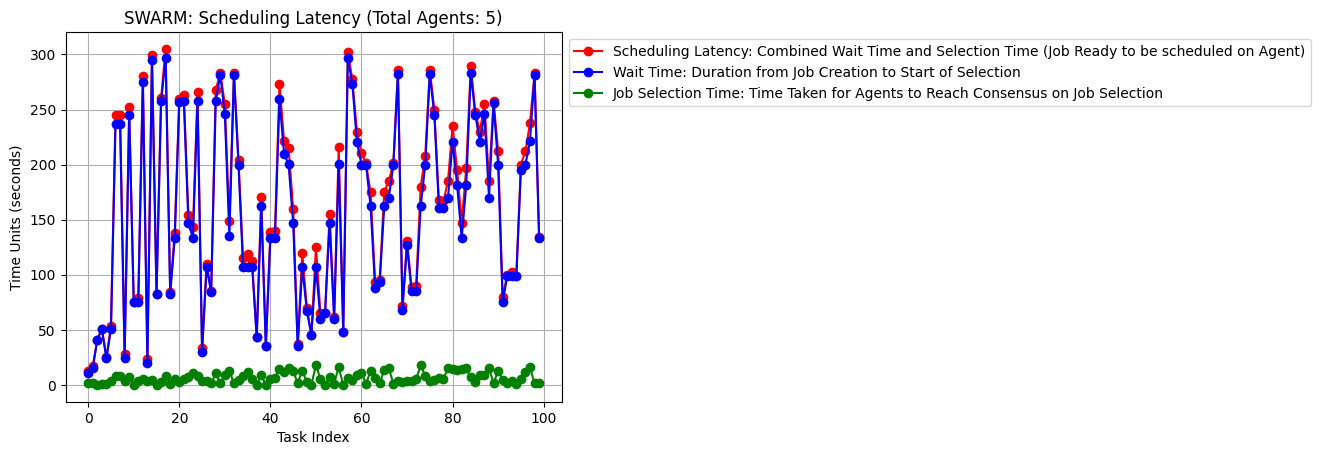 SWARM: Scheduling Latency (Total Agents: 5)
Scheduling Latency: Combined Wait Time and Selection Time (Job Ready to be scheduled on Agent)
Wait Time: Duration from Job Creation to Start of Selection
Job Selection Time: Time Taken for Agents to Reach Consensus on Job Selection
Time Units (seconds)
300
250
200
150
100
50
0
0 20 40 60 80 100
Task Index